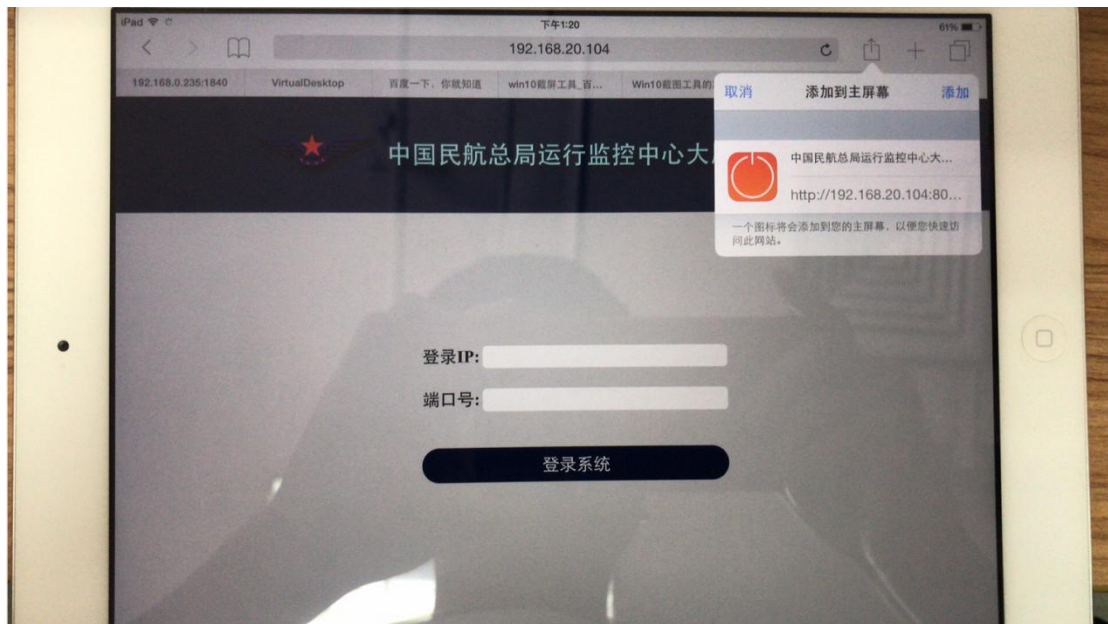 iPad
下午1:20
61%
192.168.20.104
192.168.0.235:1840
VirtualDesktop
百度一下，你就知道
win10截屏工具_百...
Win10截图工具的
取消
添加到主屏幕
添加
中国民航总局运行监控中心大
中国民航总局运行监控中心大...
http://192.168.20.104:80...
一个图标将会添加到您的主屏幕，以便您快速访
问此网站。
登录IP:
端口号:
登录系统